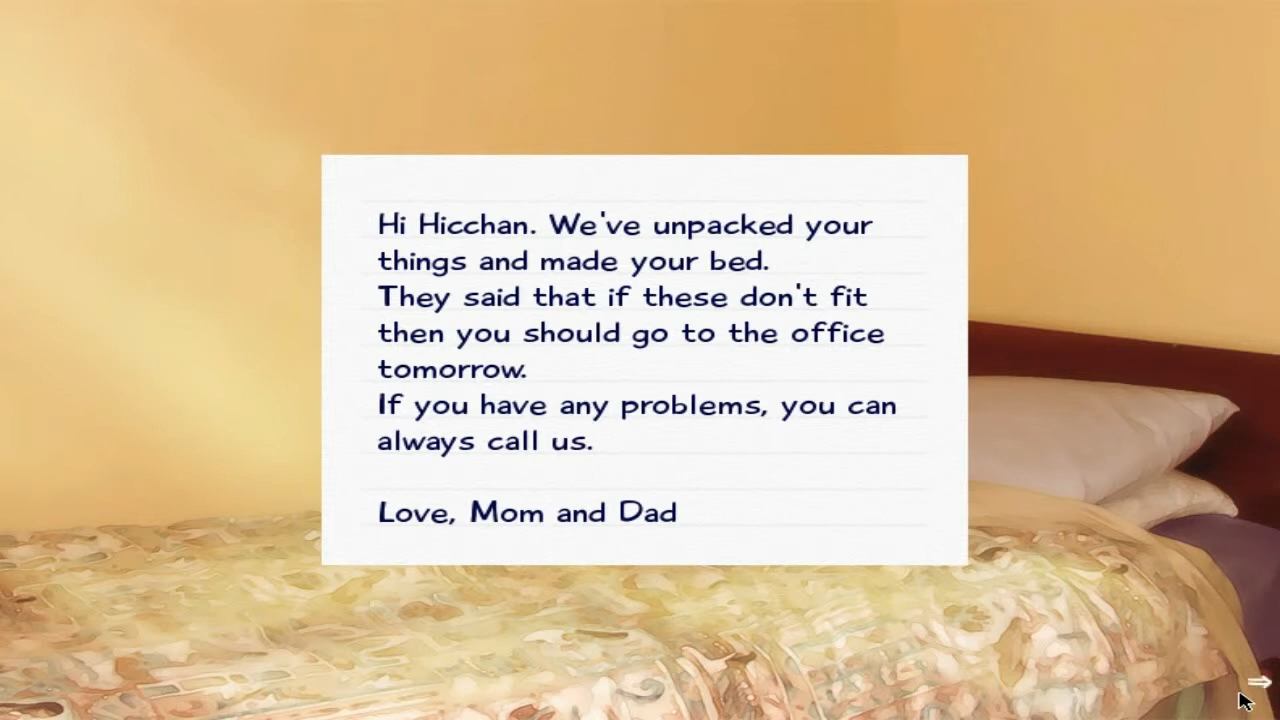 Hi Hicchan. We've unpacked your
things and made your bed.
They said that if these don't fit
then you should go to the office
tomorrow.
If you have any problems, you can
always call us.
Love, Mom and Dad